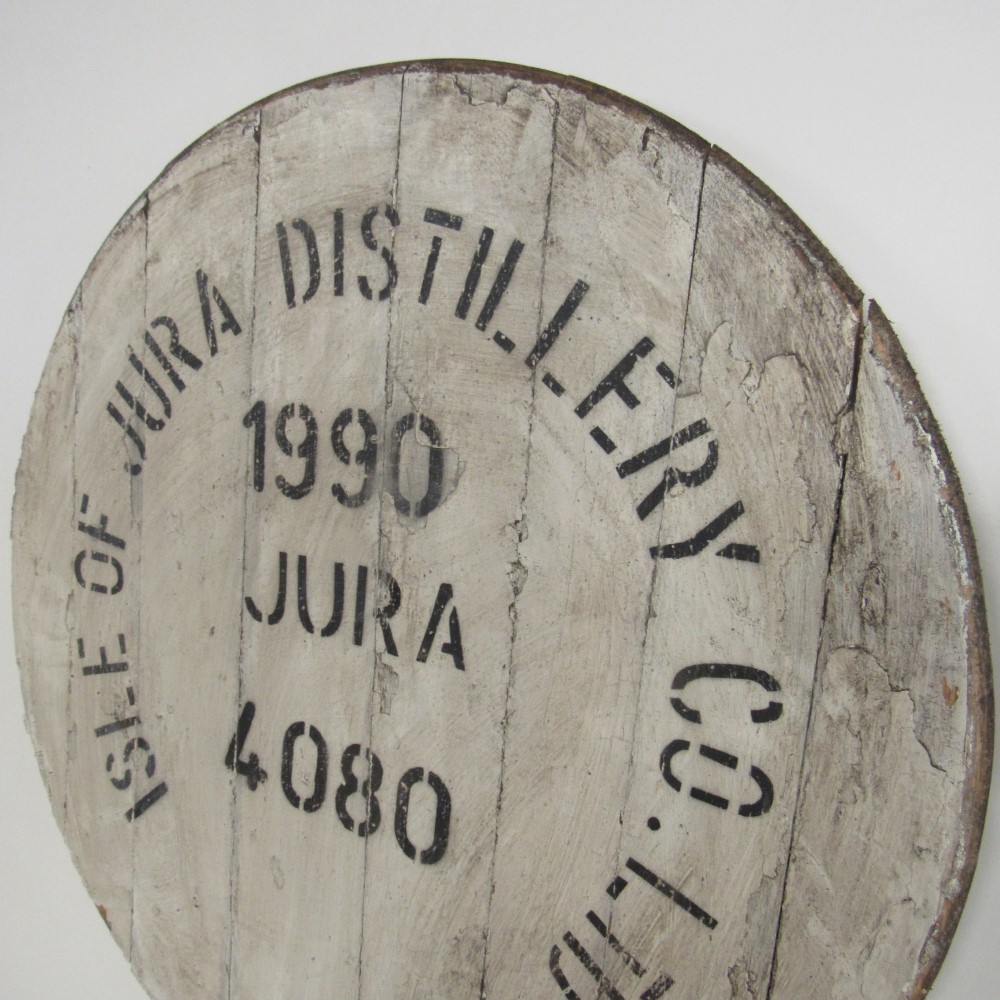 ISLE OF JURA DISTILLERY CO. LTD
1990
JURA
4080